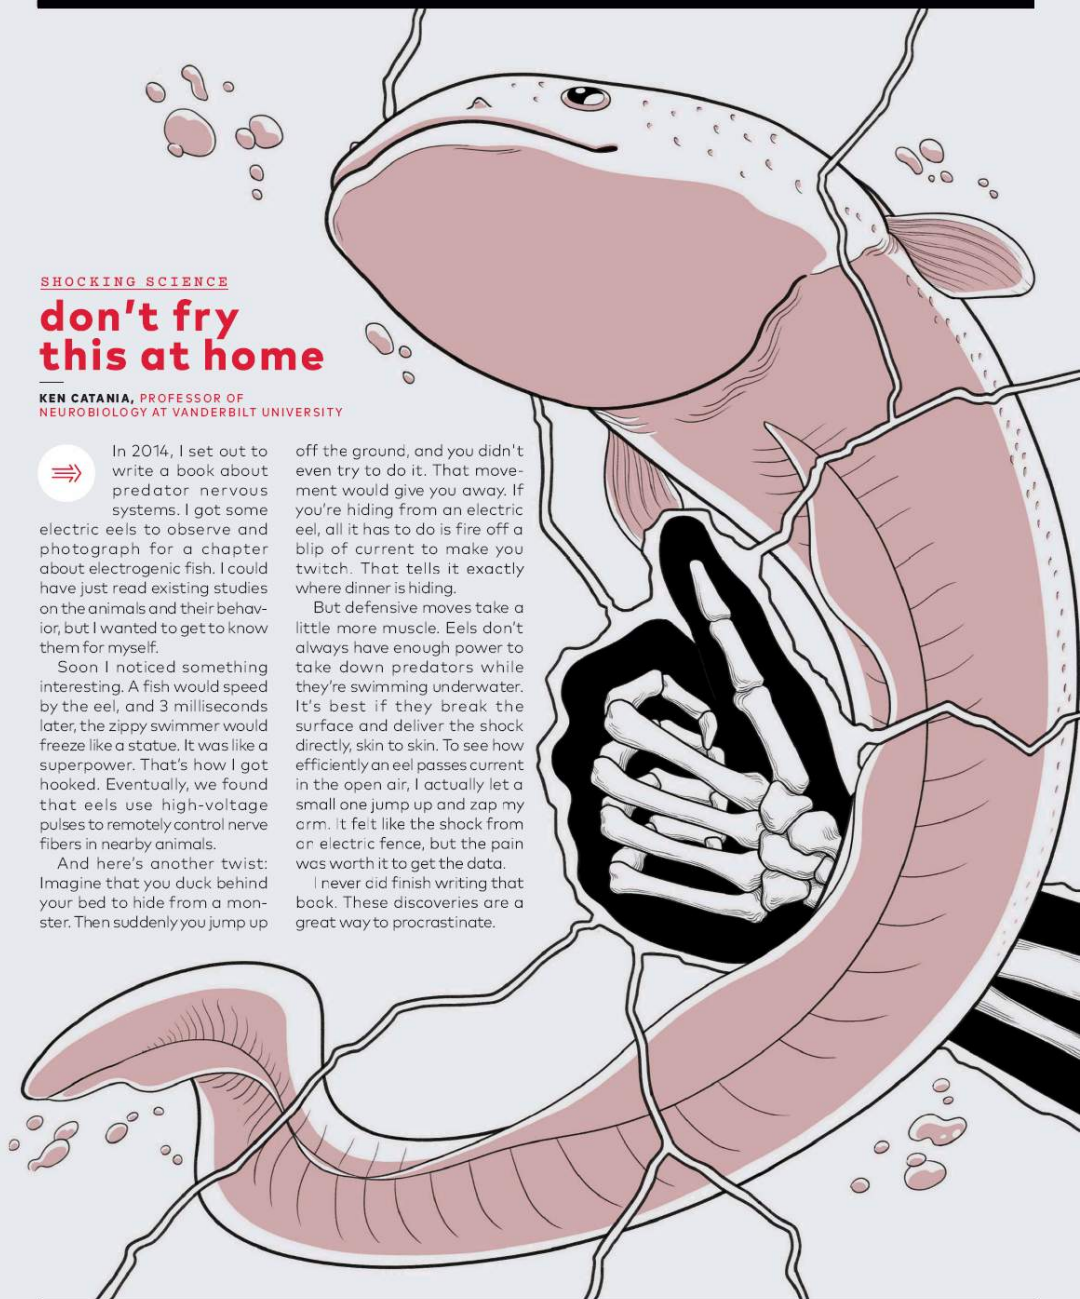 SHOCKING SCIENCE
don't fry
this at home
KEN CATANIA, PROFESSOR OF
NEUROBIOLOGY AT VANDERBILT UNIVERSITY
In 2014, I set out to
write a book about
predator nervous
systems. I got some
electric eels to observe and
photograph for a chapter
about electrogenic fish. I could
have just read existing studies
on the animals and their behav-
ior, but I wanted to get to know
them for myself.
Soon I noticed something
interesting. A fish would speed
by the eel, and 3 milliseconds
later, the zippy swimmer would
freeze like a statue. It was like a
superpower. That's how I got
hooked. Eventually, we found
that eels use high-voltage
pulses to remotely control nerve
fibers in nearby animals.
And here's another twist:
Imagine that you duck behind
your bed to hide from a mon-
ster. Then suddenly you jump up
off the ground, and you didn't
even try to do it. That move-
ment would give you away. If
you're hiding from an electric
eel, all it has to do is fire off a
blip of current to make you
twitch. That tells it exactly
where dinner is hiding.
But defensive moves take a
little more muscle. Eels don't
always have enough power to
take down predators while
they're swimming underwater.
It's best if they break the
surface and deliver the shock
directly, skin to skin. To see how
efficiently an eel passes current
in the open air, I actually let a
small one jump up and zap my
arm. It felt like the shock from
an electric fence, but the pain
was worth it to get the data.
I never did finish writing that
book. These discoveries are a
great way to procrastinate.